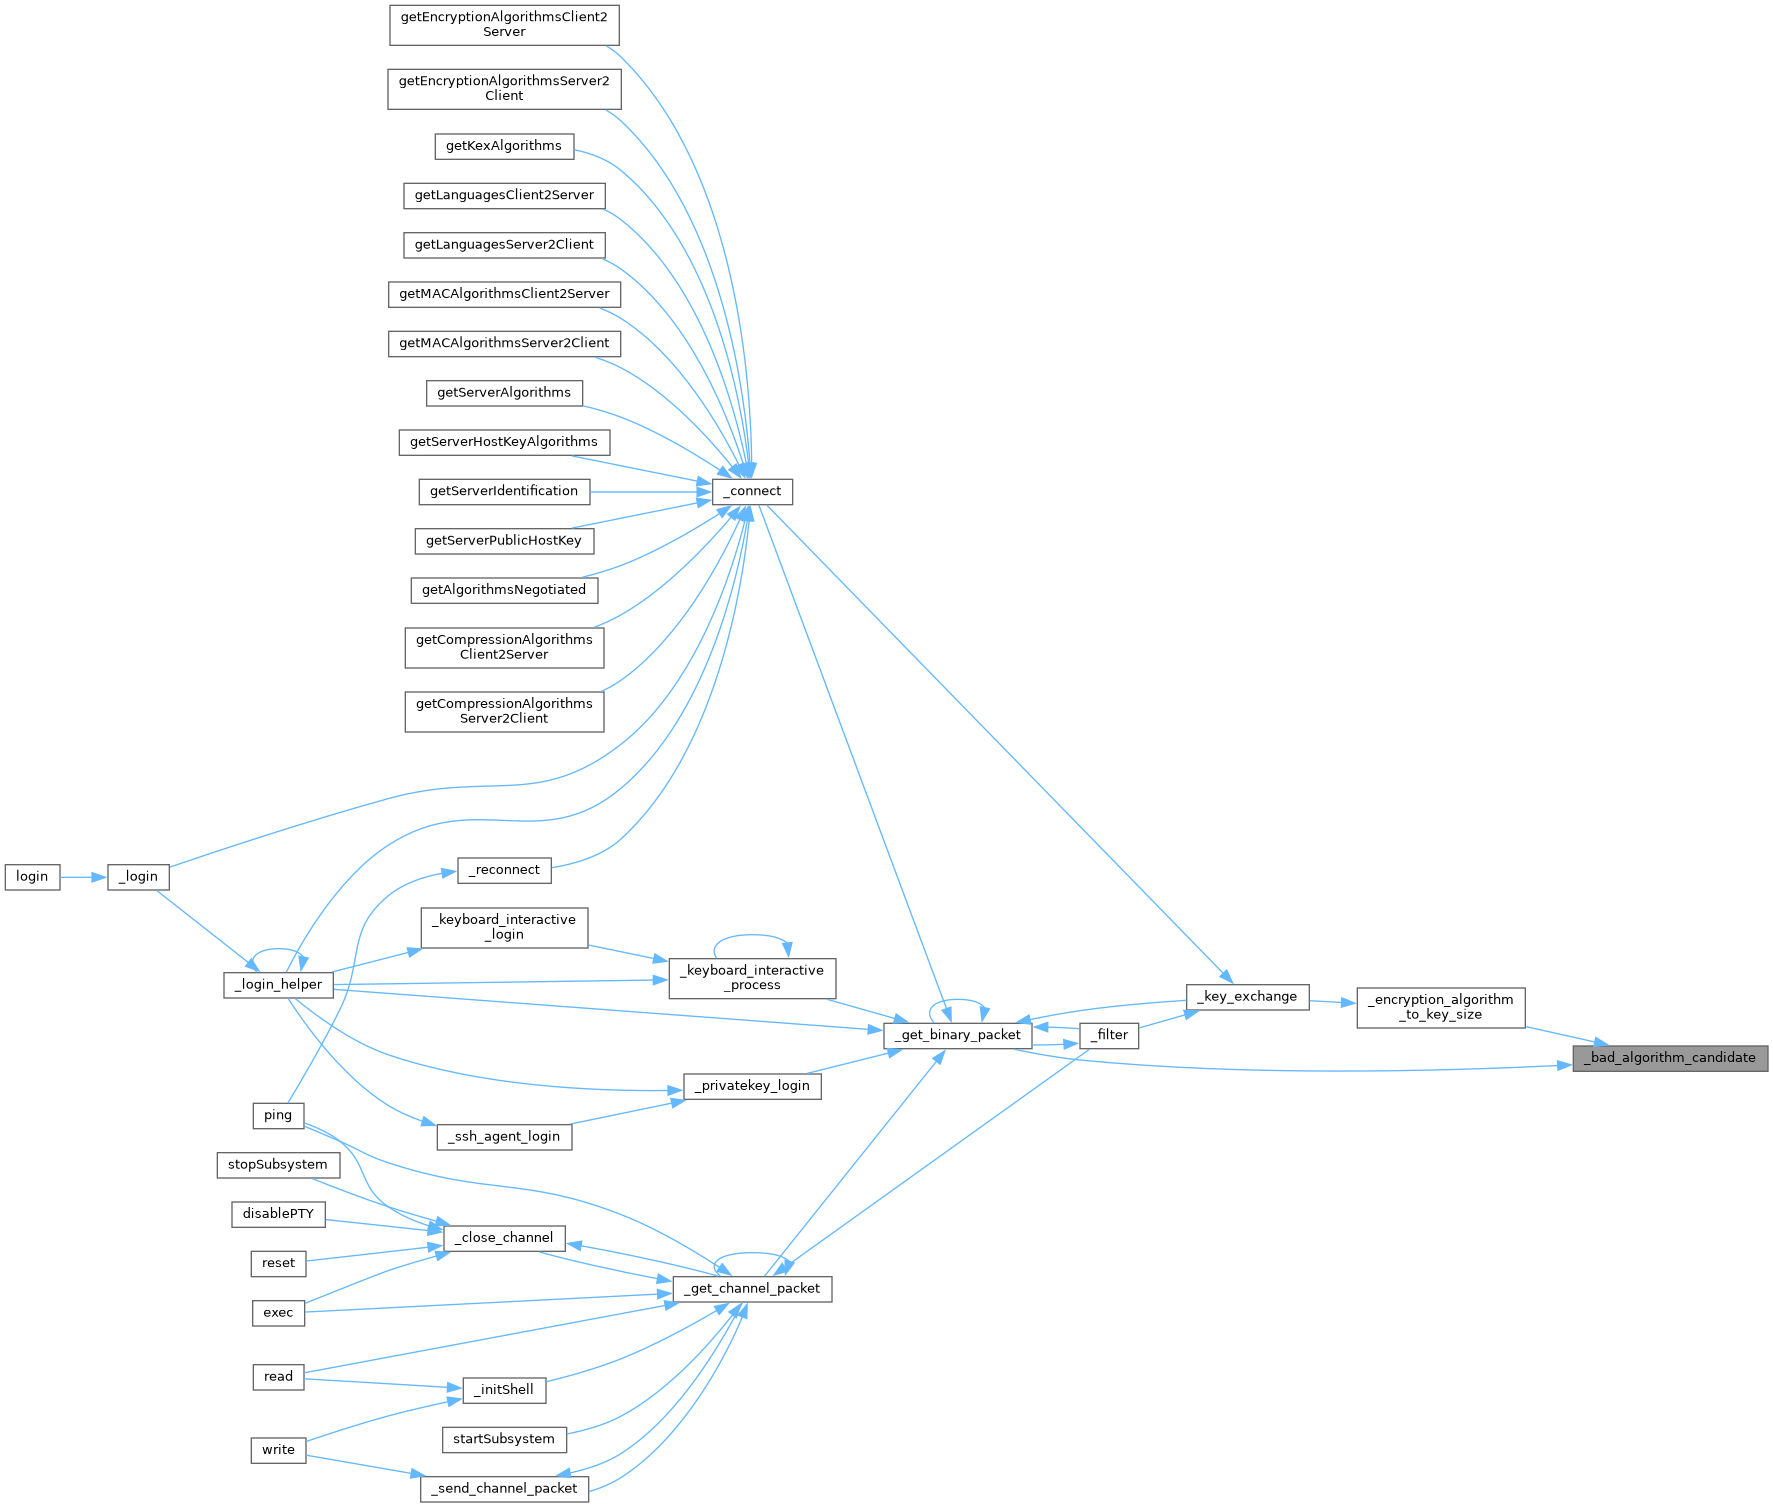 getEncryptionAlgorithmsClient2
Server
getEncryptionAlgorithmsServer2
Client
getKexAlgorithms
getLanguagesClient2Server
getLanguagesServer2Client
getMACAlgorithmsClient2Server
getMACAlgorithmsServer2Client
getServerAlgorithms
getServerHostKeyAlgorithms
getServerIdentification
_connect
getServerPublicHostKey
getAlgorithmsNegotiated
getCompressionAlgorithms
Client2Server
getCompressionAlgorithms
Server2Client
login
_login
_reconnect
_keyboard_interactive
_login
_login_helper
_keyboard_interactive
_process
_get_binary_packet
_filter
_key_exchange
_encryption_algorithm
_to_key_size
_bad_algorithm_candidate
_privatekey_login
ping
_ssh_agent_login
stopSubsystem
disablePTY
_close_channel
reset
_get_channel_packet
exec
read
_initShell
startSubsystem
write
_send_channel_packet